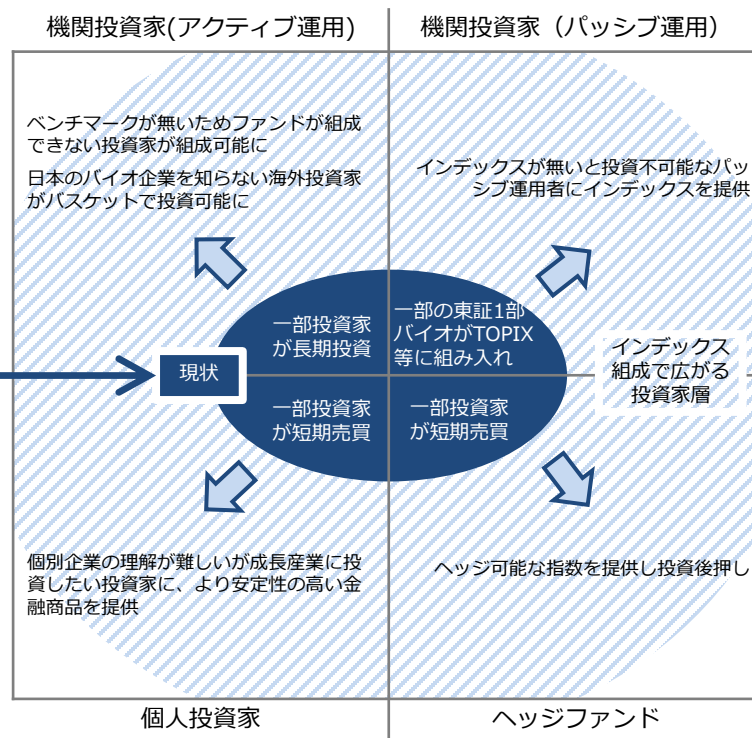 機関投資家(アクティブ運用)
機関投資家（パッシブ運用）
ベンチマークが無いためファンドが組成
できない投資家が組成可能に
日本のバイオ企業を知らない海外投資家
がバスケットで投資可能に
インデックスが無いと投資不可能なパッ
シブ運用者にインデックスを提供
一部投資家
が長期投資
一部の東証1部
バイオがTOPIX
等に組み入れ
現状
インデックス
組成で広がる
投資家層
一部投資家
が短期売買
一部投資家
が短期売買
個別企業の理解が難しいが成長産業に投
資したい投資家に、より安定性の高い金
融商品を提供
ヘッジ可能な指数を提供し投資後押し
個人投資家
ヘッジファンド